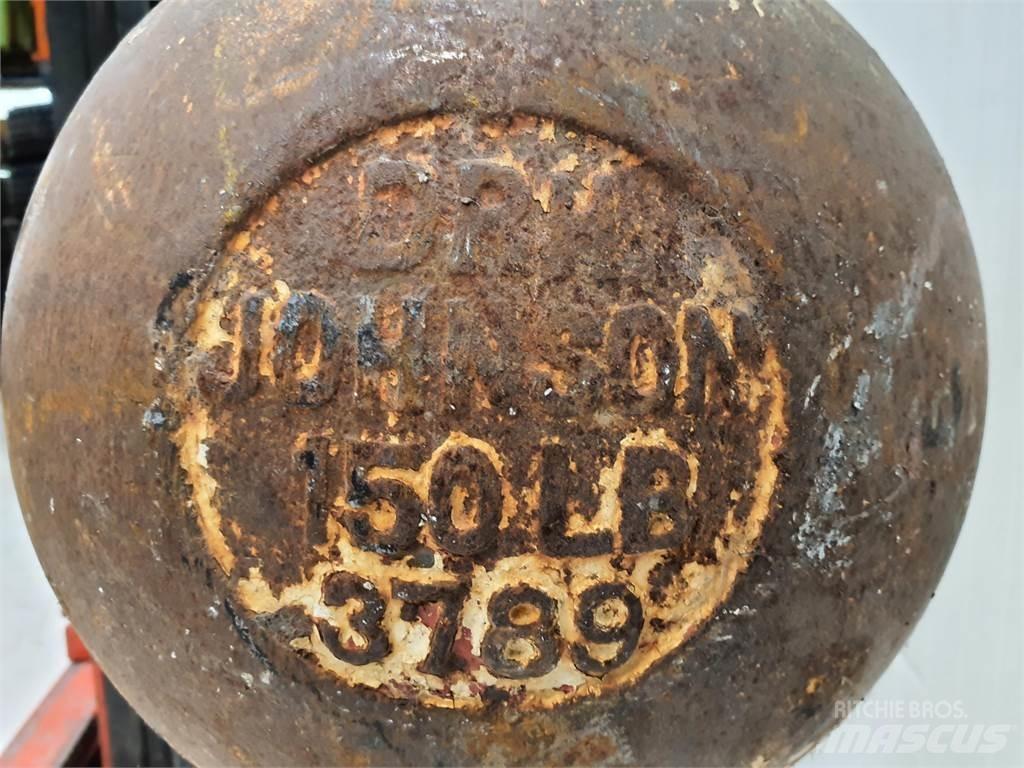 JOHNSON
150 LB
3789
RITCHIE BROS.
MASCUS